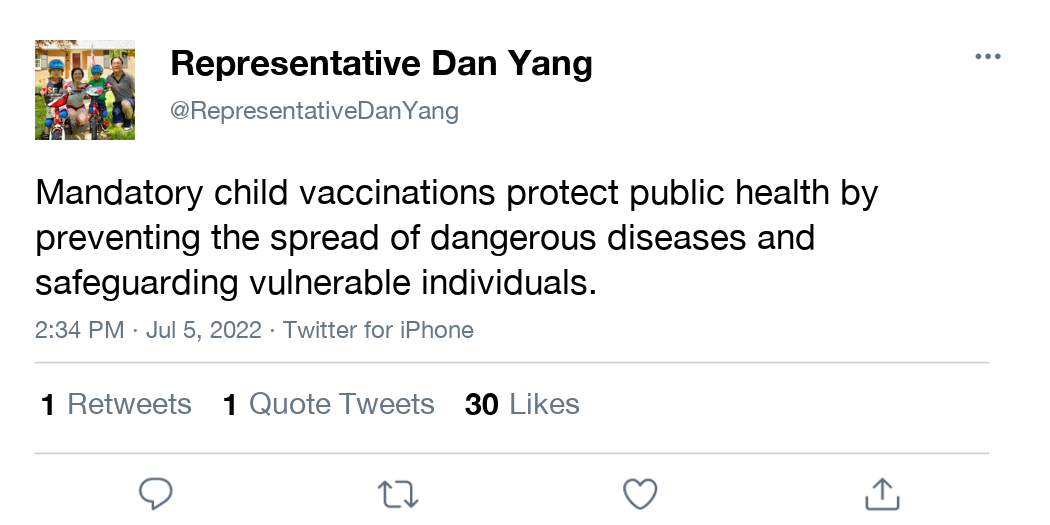 Representative Dan Yang
@RepresentativeDanYang
Mandatory child vaccinations protect public health by
preventing the spread of dangerous diseases and
safeguarding vulnerable individuals.
2:34 PM · Jul 5, 2022 · Twitter for iPhone
1 Retweets 1 Quote Tweets 30 Likes